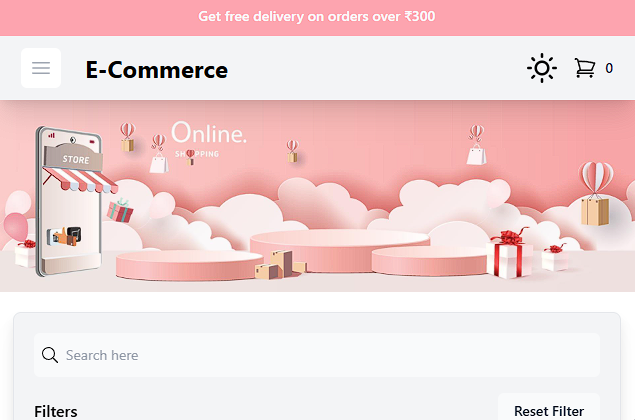 Get free delivery on orders over ₹300
E-Commerce
0
Online.
SHOPPING
STORE
Search here
Filters
Reset Filter